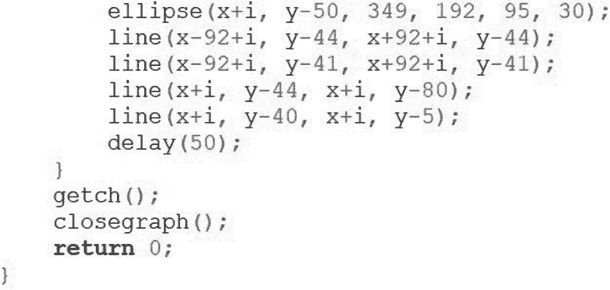 ellipse(x+i, y-50, 349, 192, 95, 30);
line(x-92+i, y-44, x+92+i, y-44);
line(x-92+i, y-41, x+92+i, y-41);
line(x+i, y-44, x+i, y-80);
line(x+i, y-40, x+i, y-5);
delay(50);
}
getch();
closegraph();
return 0;
}